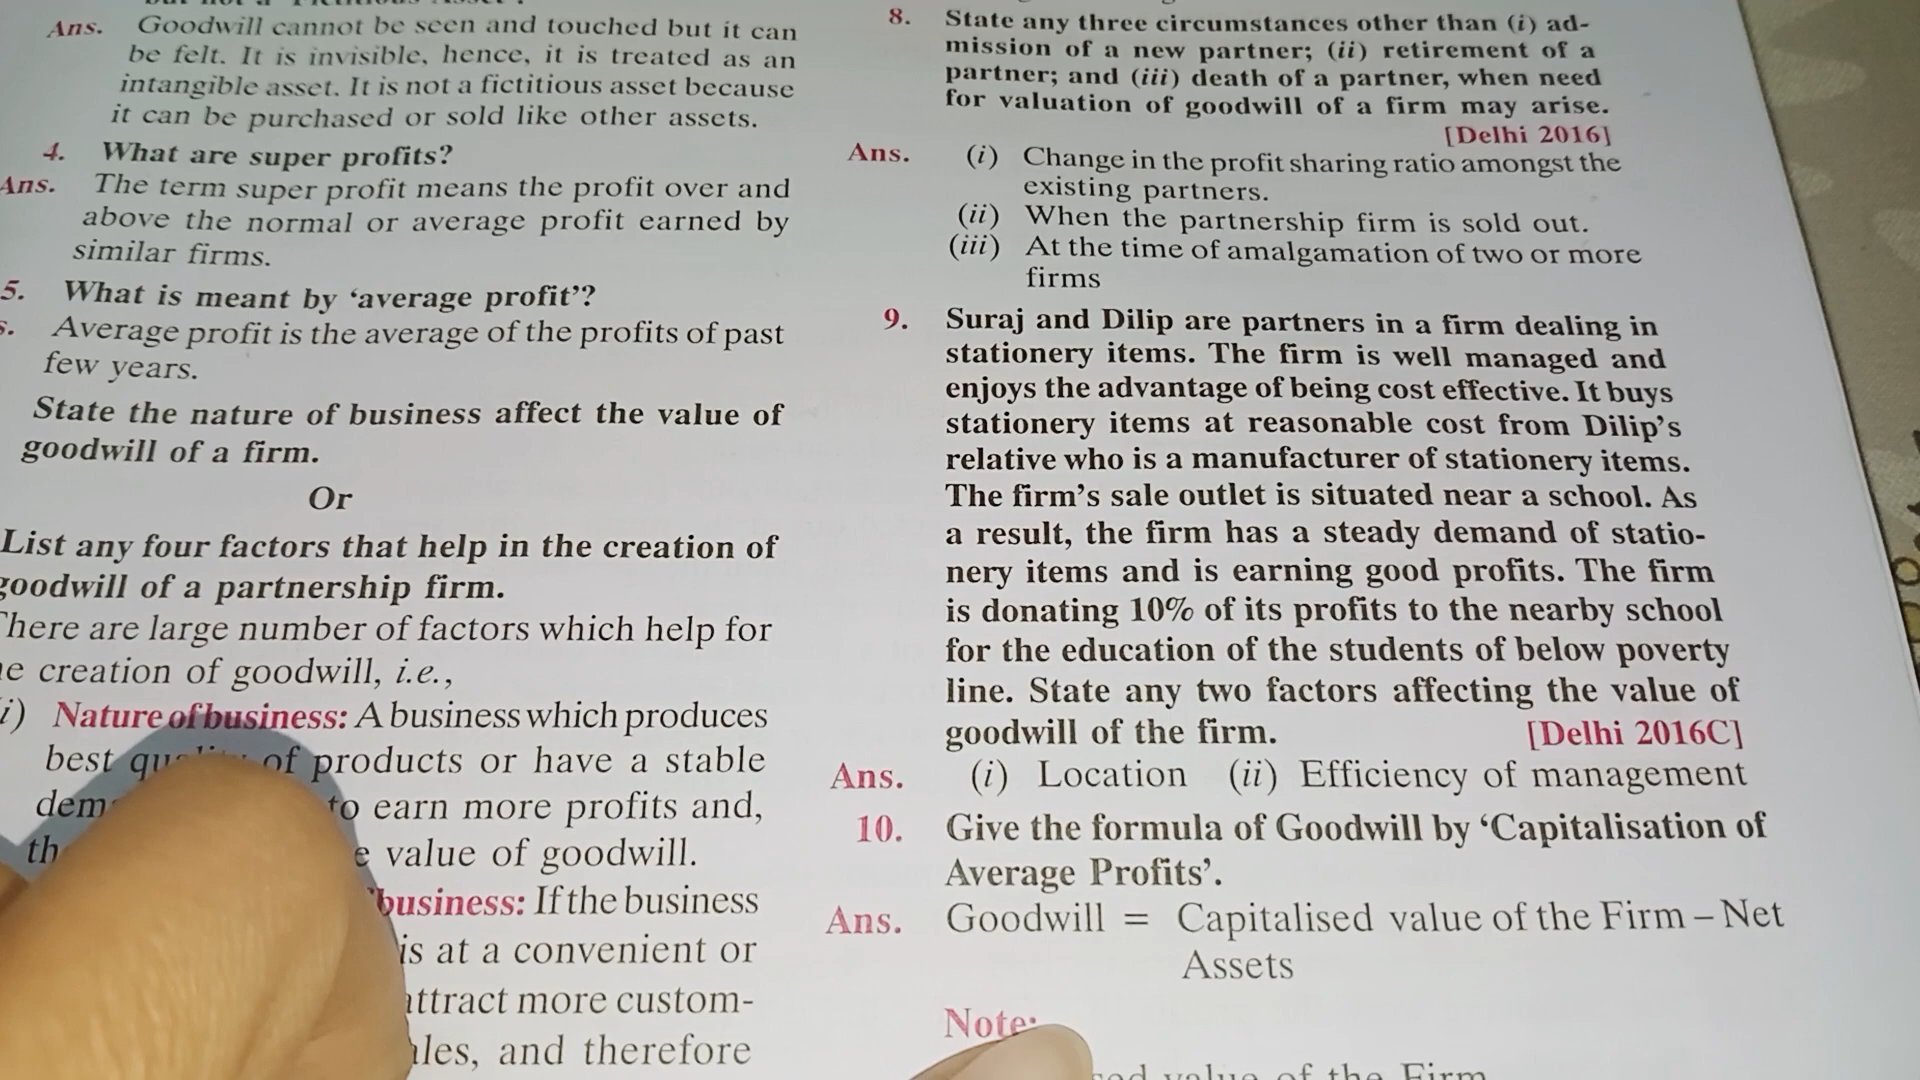 Ans. Goodwill cannot be seen and touched but it can
be felt. It is invisible, hence, it is treated as an
intangible asset. It is not a fictitious asset because
it can be purchased or sold like other assets.
4. What are super profits?
Ans. The term super profit means the profit over and
above the normal or average profit earned by
similar firms.
5. What is meant by ‘average profit’?
s. Average profit is the average of the profits of past
few years.
State the nature of business affect the value of
goodwill of a firm.
Or
List any four factors that help in the creation of
goodwill of a partnership firm.
There are large number of factors which help for
e creation of goodwill, i.e.,
i) Nature of business: A business which produces
best of products or have a stable
to earn more profits and,
value of goodwill.
business: If the business
is at a convenient or
attract more custom-
and therefore
8. State any three circumstances other than (i) ad-
mission of a new partner; (ii) retirement of a
partner; and (iii) death of a partner, when need
for valuation of goodwill of a firm may arise.
[Delhi 2016]
Ans. (i) Change in the profit sharing ratio amongst the
existing partners.
(ii) When the partnership firm is sold out.
(iii) At the time of amalgamation of two or more
firms
9. Suraj and Dilip are partners in a firm dealing in
stationery items. The firm is well managed and
enjoys the advantage of being cost effective. It buys
stationery items at reasonable cost from Dilip’s
relative who is a manufacturer of stationery items.
The firm’s sale outlet is situated near a school. As
a result, the firm has a steady demand of statio-
nery items and is earning good profits. The firm
is donating 10% of its profits to the nearby school
for the education of the students of below poverty
line. State any two factors affecting the value of
goodwill of the firm. [Delhi 2016C]
Ans. (i) Location (ii) Efficiency of management
10. Give the formula of Goodwill by ‘Capitalisation of
Average Profits’.
Ans. Goodwill = Capitalised value of the Firm – Net
Assets
Note:
value of the Firm